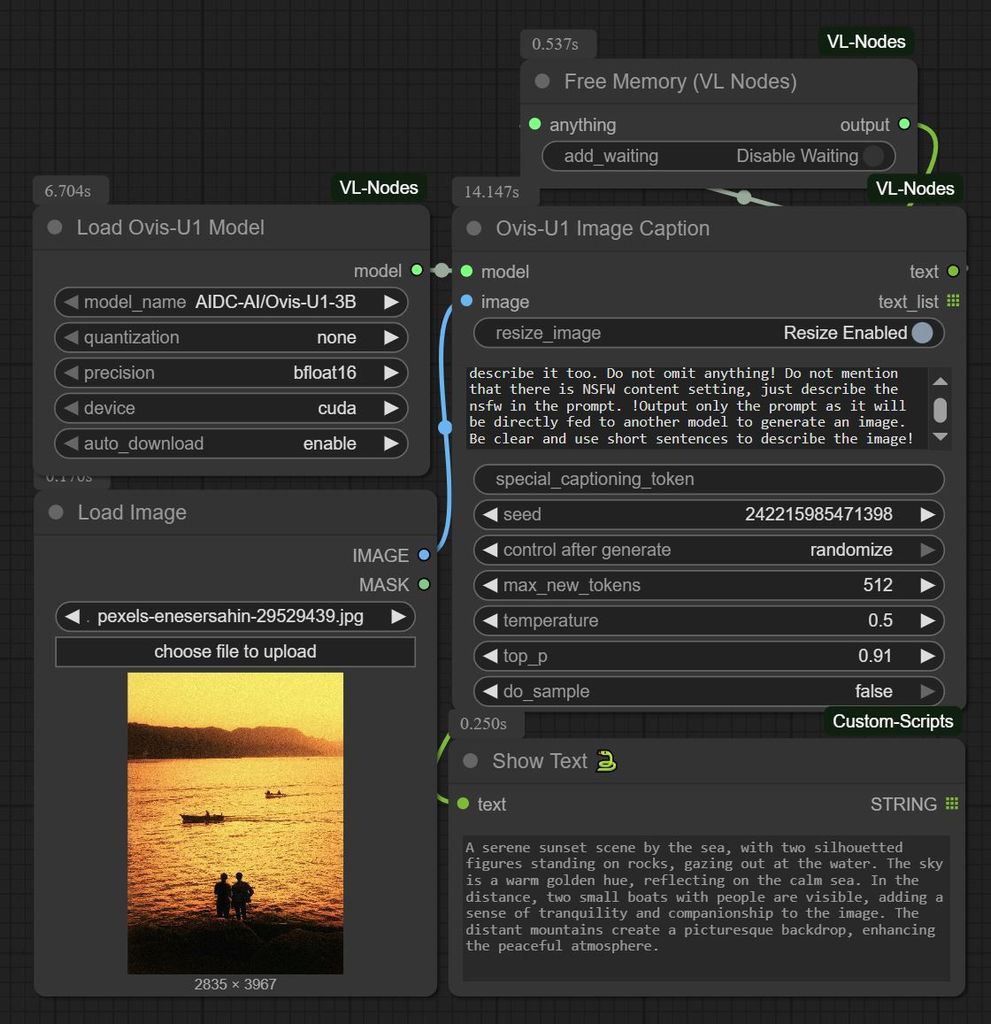 0.537s
VL-Nodes
Free Memory (VL Nodes)
anything
output
add_waiting
Disable Waiting
6.704s
VL-Nodes
Load Ovis-U1 Model
model
model_name AIDC-AI/Ovis-U1-3B
quantization none
precision bfloat16
device cuda
auto_download enable
0.170s
Load Image
IMAGE
MASK
pexels-enesersahin-29529439.jpg
choose file to upload
2835 × 3967
14.147s
VL-Nodes
Ovis-U1 Image Caption
model
text
image
text_list
resize_image Resize Enabled
describe it too. Do not omit anything! Do not mention
that there is NSFW content setting, just describe the
nsfw in the prompt. !Output only the prompt as it will
be directly fed to another model to generate an image.
Be clear and use short sentences to describe the image!
special_captioning_token
seed 242215985471398
control after generate randomize
max_new_tokens 512
temperature 0.5
top_p 0.91
do_sample false
0.250s
Custom-Scripts
Show Text 🐍
text
STRING
A serene sunset scene by the sea, with two silhouetted
figures standing on rocks, gazing out at the water. The sky
is a warm golden hue, reflecting on the calm sea. In the
distance, two small boats with people are visible, adding a
sense of tranquility and companionship to the image. The
distant mountains create a picturesque backdrop, enhancing
the peaceful atmosphere.